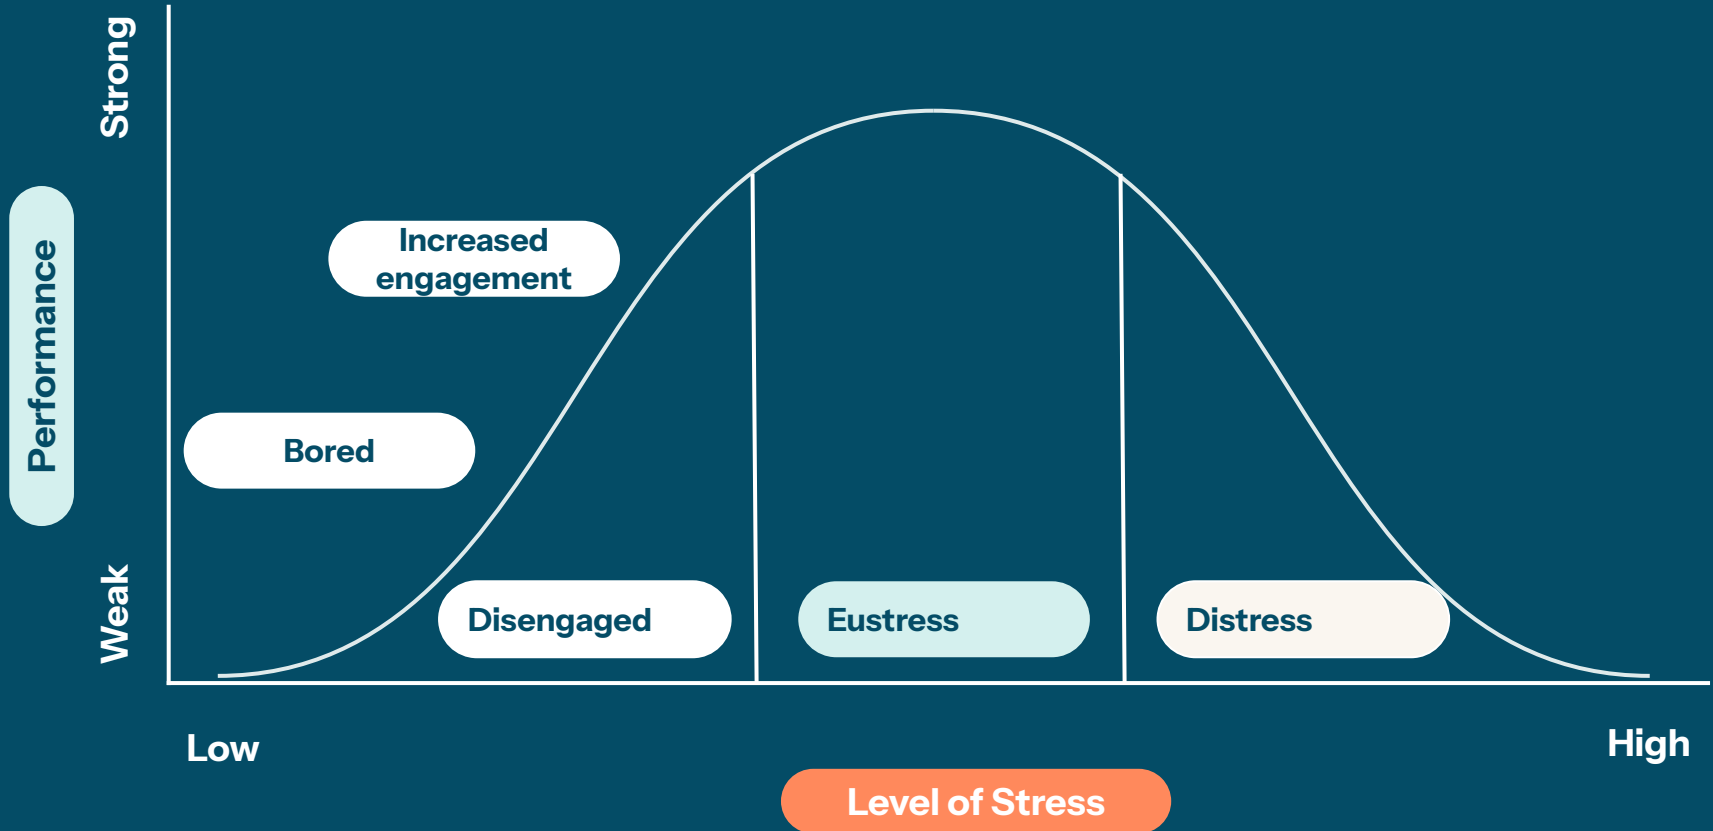 Strong
Performance
Increased
engagement
Bored
Weak
Disengaged
Eustress
Distress
Low
High
Level of Stress